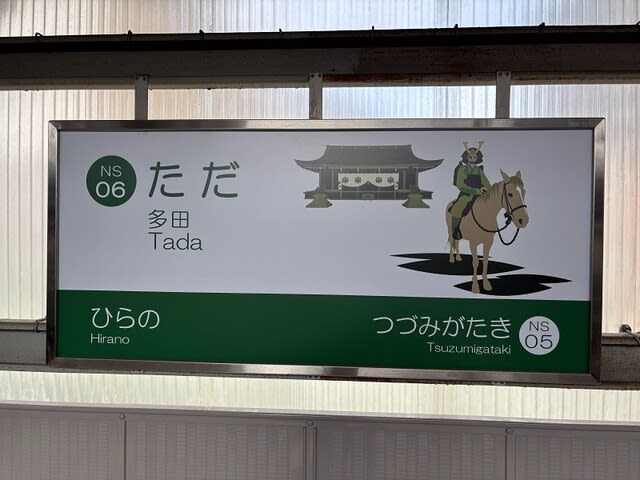 NS
06
ただ
多田
Tada
ひらの
Hirano
つづみがたき
Tsuzumigataki
NS
05